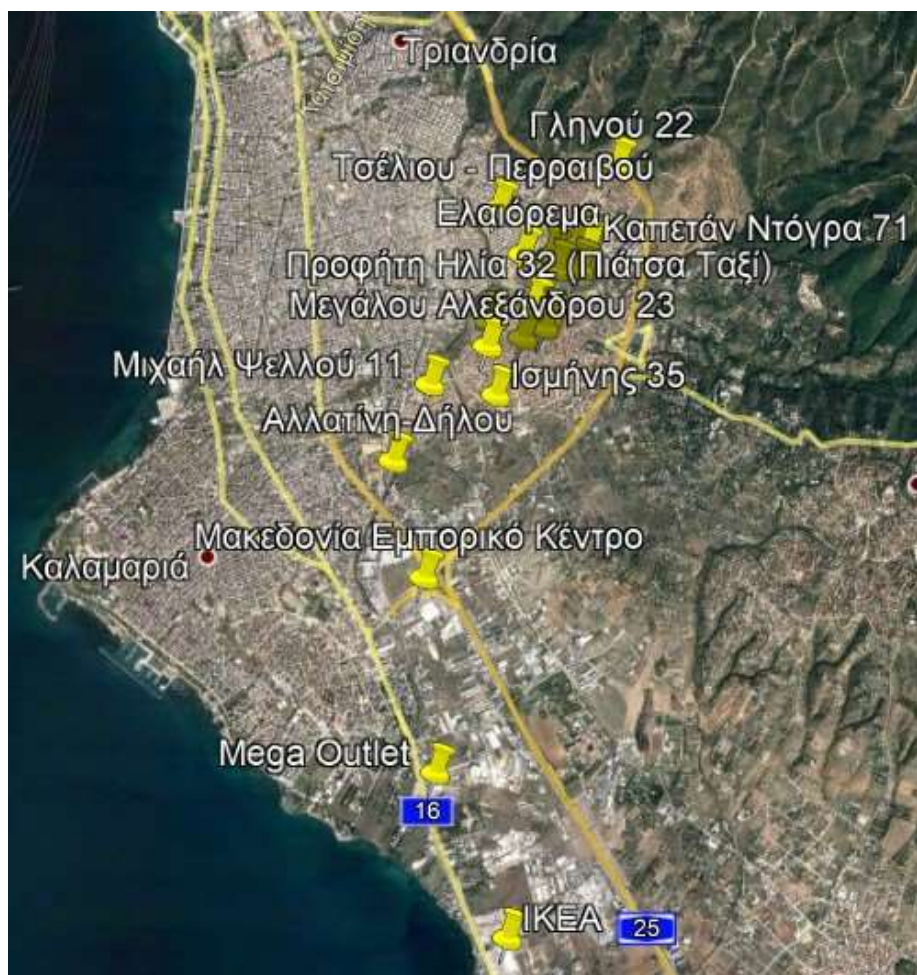 Τριανδρία
Κάτσιμίδη
Γληνού 22
Τσέλιου - Περραιβού
Ελαιόρεμα
Καπετάν Ντόγρα 71
Προφήτη Ηλία 32 (Πιάτσα Ταξί)
Μεγάλου Αλεξάνδρου 23
Μιχαήλ Ψελλού 11
Ισμήνης 35
Αλλατίνη-Δήλου
Μακεδονία Εμπορικό Κέντρο
Καλαμαριά
Mega Outlet
16
IKEA
25